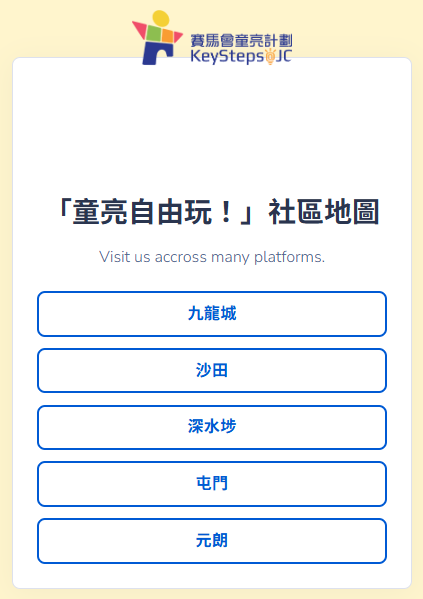 賽馬會童亮計劃
KeySteps@JC
「童亮自由玩！」社區地圖
Visit us accross many platforms.
九龍城
沙田
深水埗
屯門
元朗